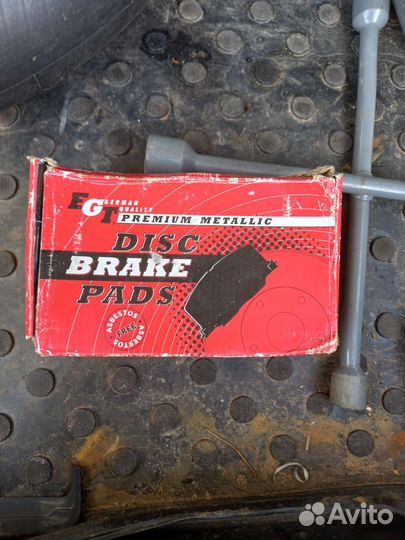 EGT GERMAN QUALITY
PREMIUM METALLIC
DISC
BRAKE
PADS
ASBESTOS FREE ASBESTOS
Avito